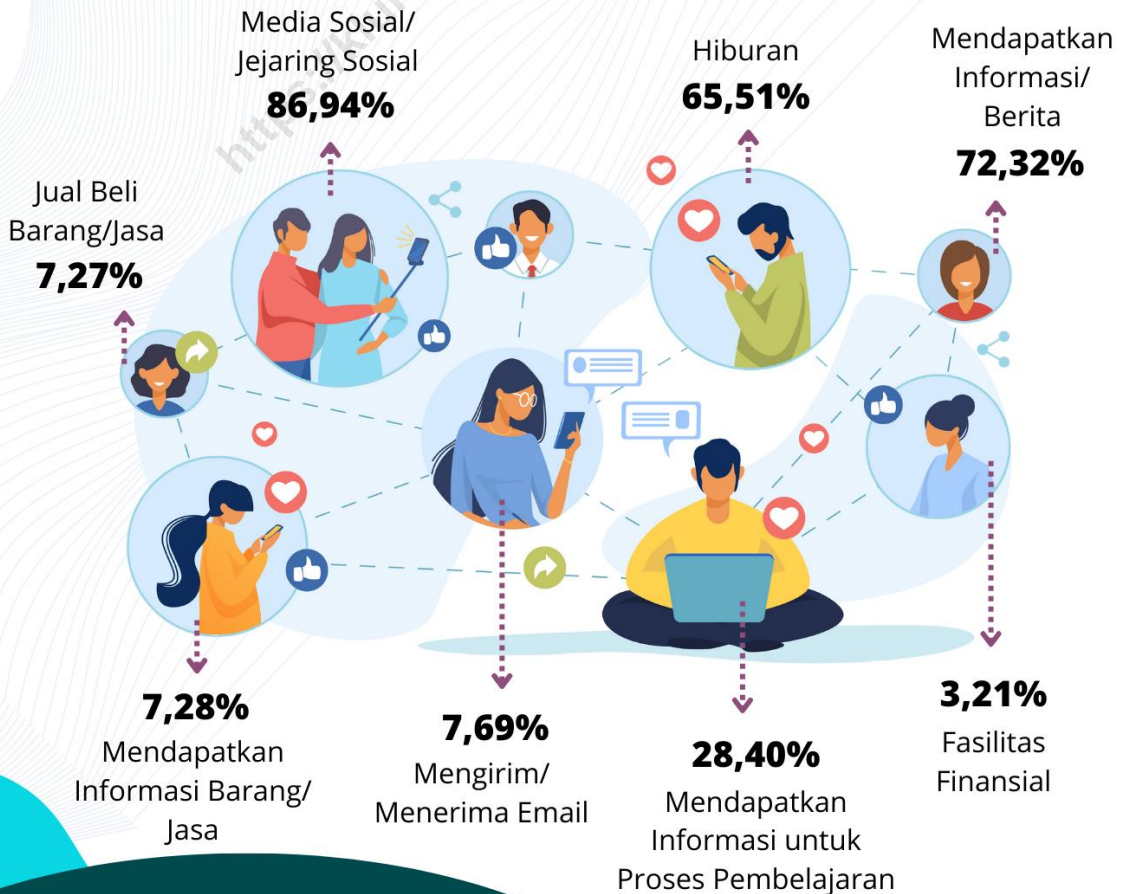 Media Sosial/
Jejaring Sosial
86,94%
Hiburan
65,51%
Mendapatkan
Informasi/
Berita
72,32%
Jual Beli
Barang/Jasa
7,27%
7,28%
Mendapatkan
Informasi Barang/
Jasa
7,69%
Mengirim/
Menerima Email
28,40%
Mendapatkan
Informasi untuk
Proses Pembelajaran
3,21%
Fasilitas
Finansial